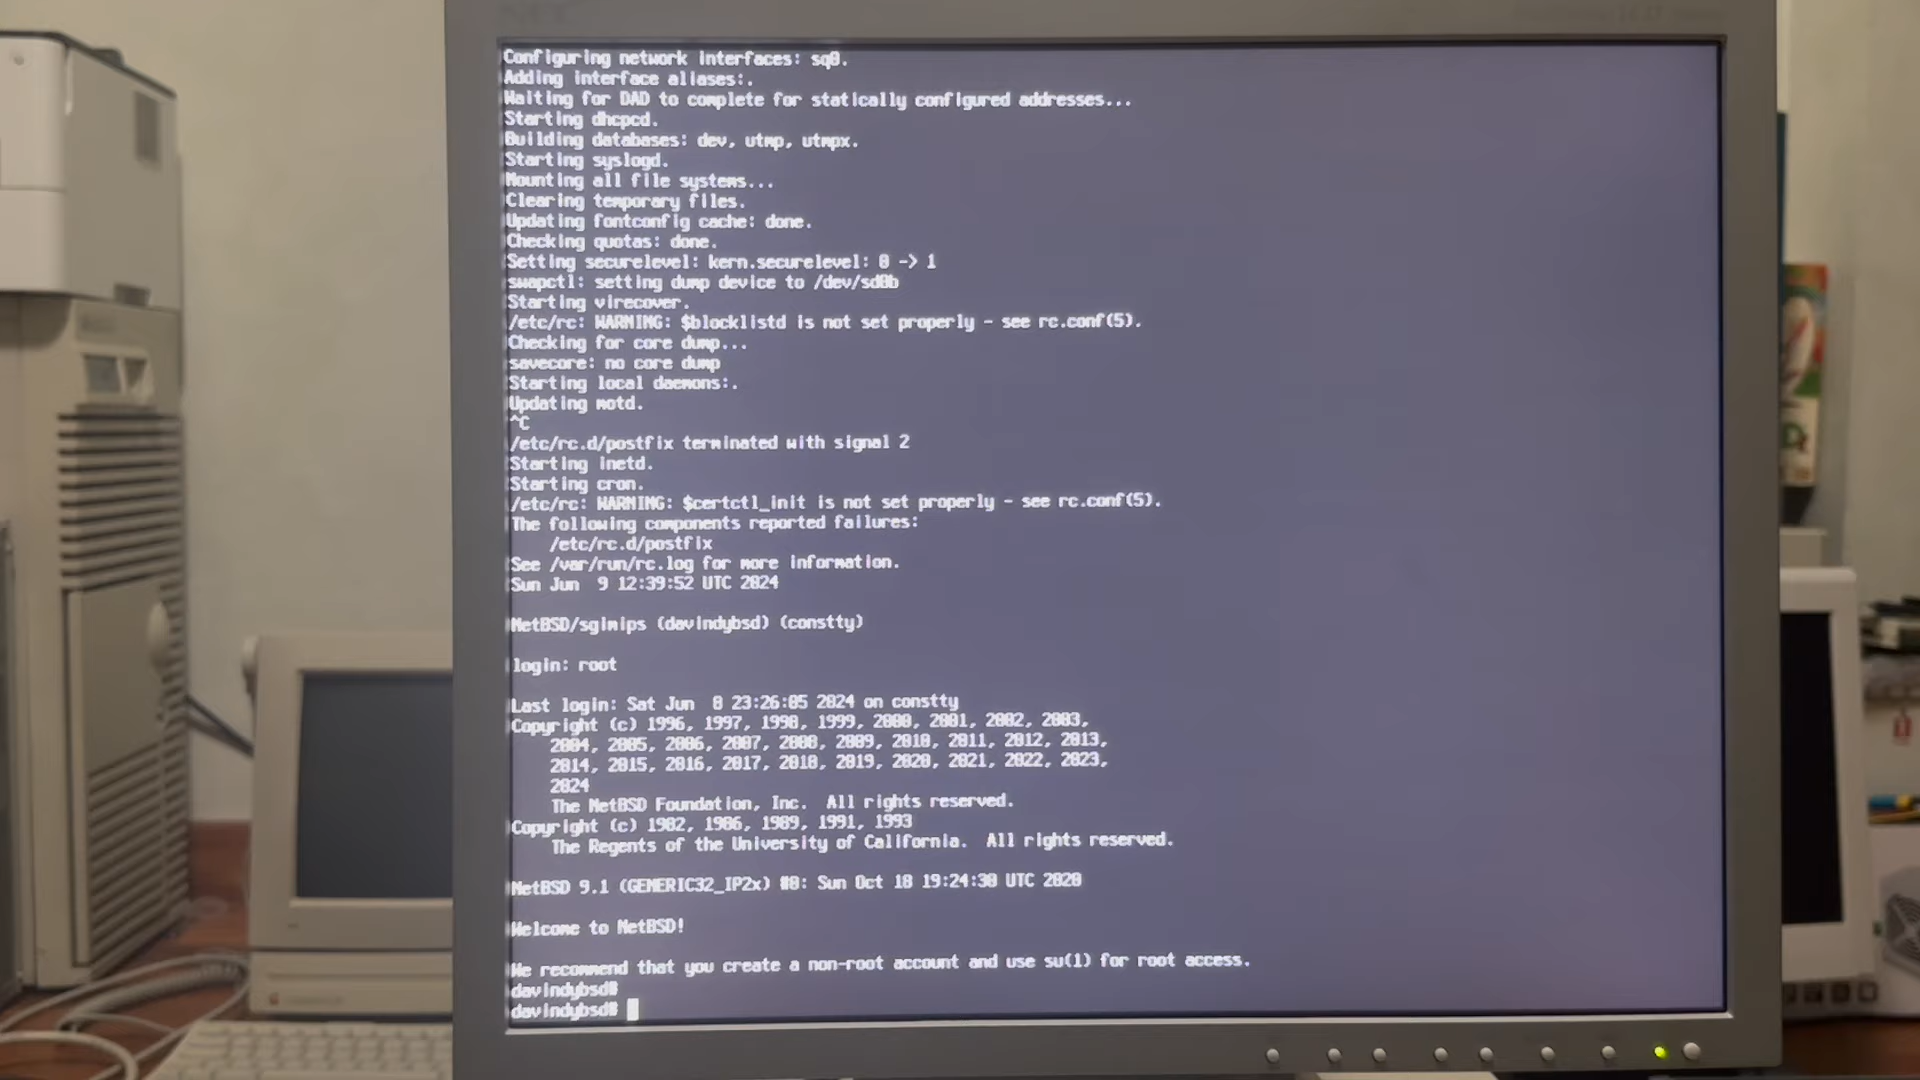 Configuring network interfaces: sq0.
Adding interface aliases:.
Waiting for DAD to complete for statically configured addresses...
Starting dhcpcd.
Building databases: dev, utmp, utmpx.
Starting syslogd.
Mounting all file systems...
Clearing temporary files.
Updating fontconfig cache: done.
Checking quotas: done.
Setting securelevel: kern.securelevel: 0 -> 1
swapctl: setting dump device to /dev/sd0b
Starting virecover.
/etc/rc: WARNING: $blocklistd is not set properly - see rc.conf(5).
Checking for core dump...
savecore: no core dump
Starting local daemons:.
Updating motd.
^C
/etc/rc.d/postfix terminated with signal 2
Starting inetd.
Starting cron.
/etc/rc: WARNING: $certctl_init is not set properly - see rc.conf(5).
The following components reported failures:
/etc/rc.d/postfix
See /var/run/rc.log for more information.
Sun Jun  9 12:39:52 UTC 2024
NetBSD/sgimips (davindybsd) (constty)
login: root
Last login: Sat Jun  8 23:26:05 2024 on constty
Copyright (c) 1996, 1997, 1998, 1999, 2000, 2001, 2002, 2003,
2004, 2005, 2006, 2007, 2008, 2009, 2010, 2011, 2012, 2013,
2014, 2015, 2016, 2017, 2018, 2019, 2020, 2021, 2022, 2023,
2024
The NetBSD Foundation, Inc.  All rights reserved.
Copyright (c) 1982, 1986, 1989, 1991, 1993
The Regents of the University of California.  All rights reserved.
NetBSD 9.1 (GENERIC32_IP2x) #0: Sun Oct 18 19:24:30 UTC 2020
Welcome to NetBSD!
We recommend that you create a non-root account and use su(1) for root access.
davindybsd#
davindybsd#